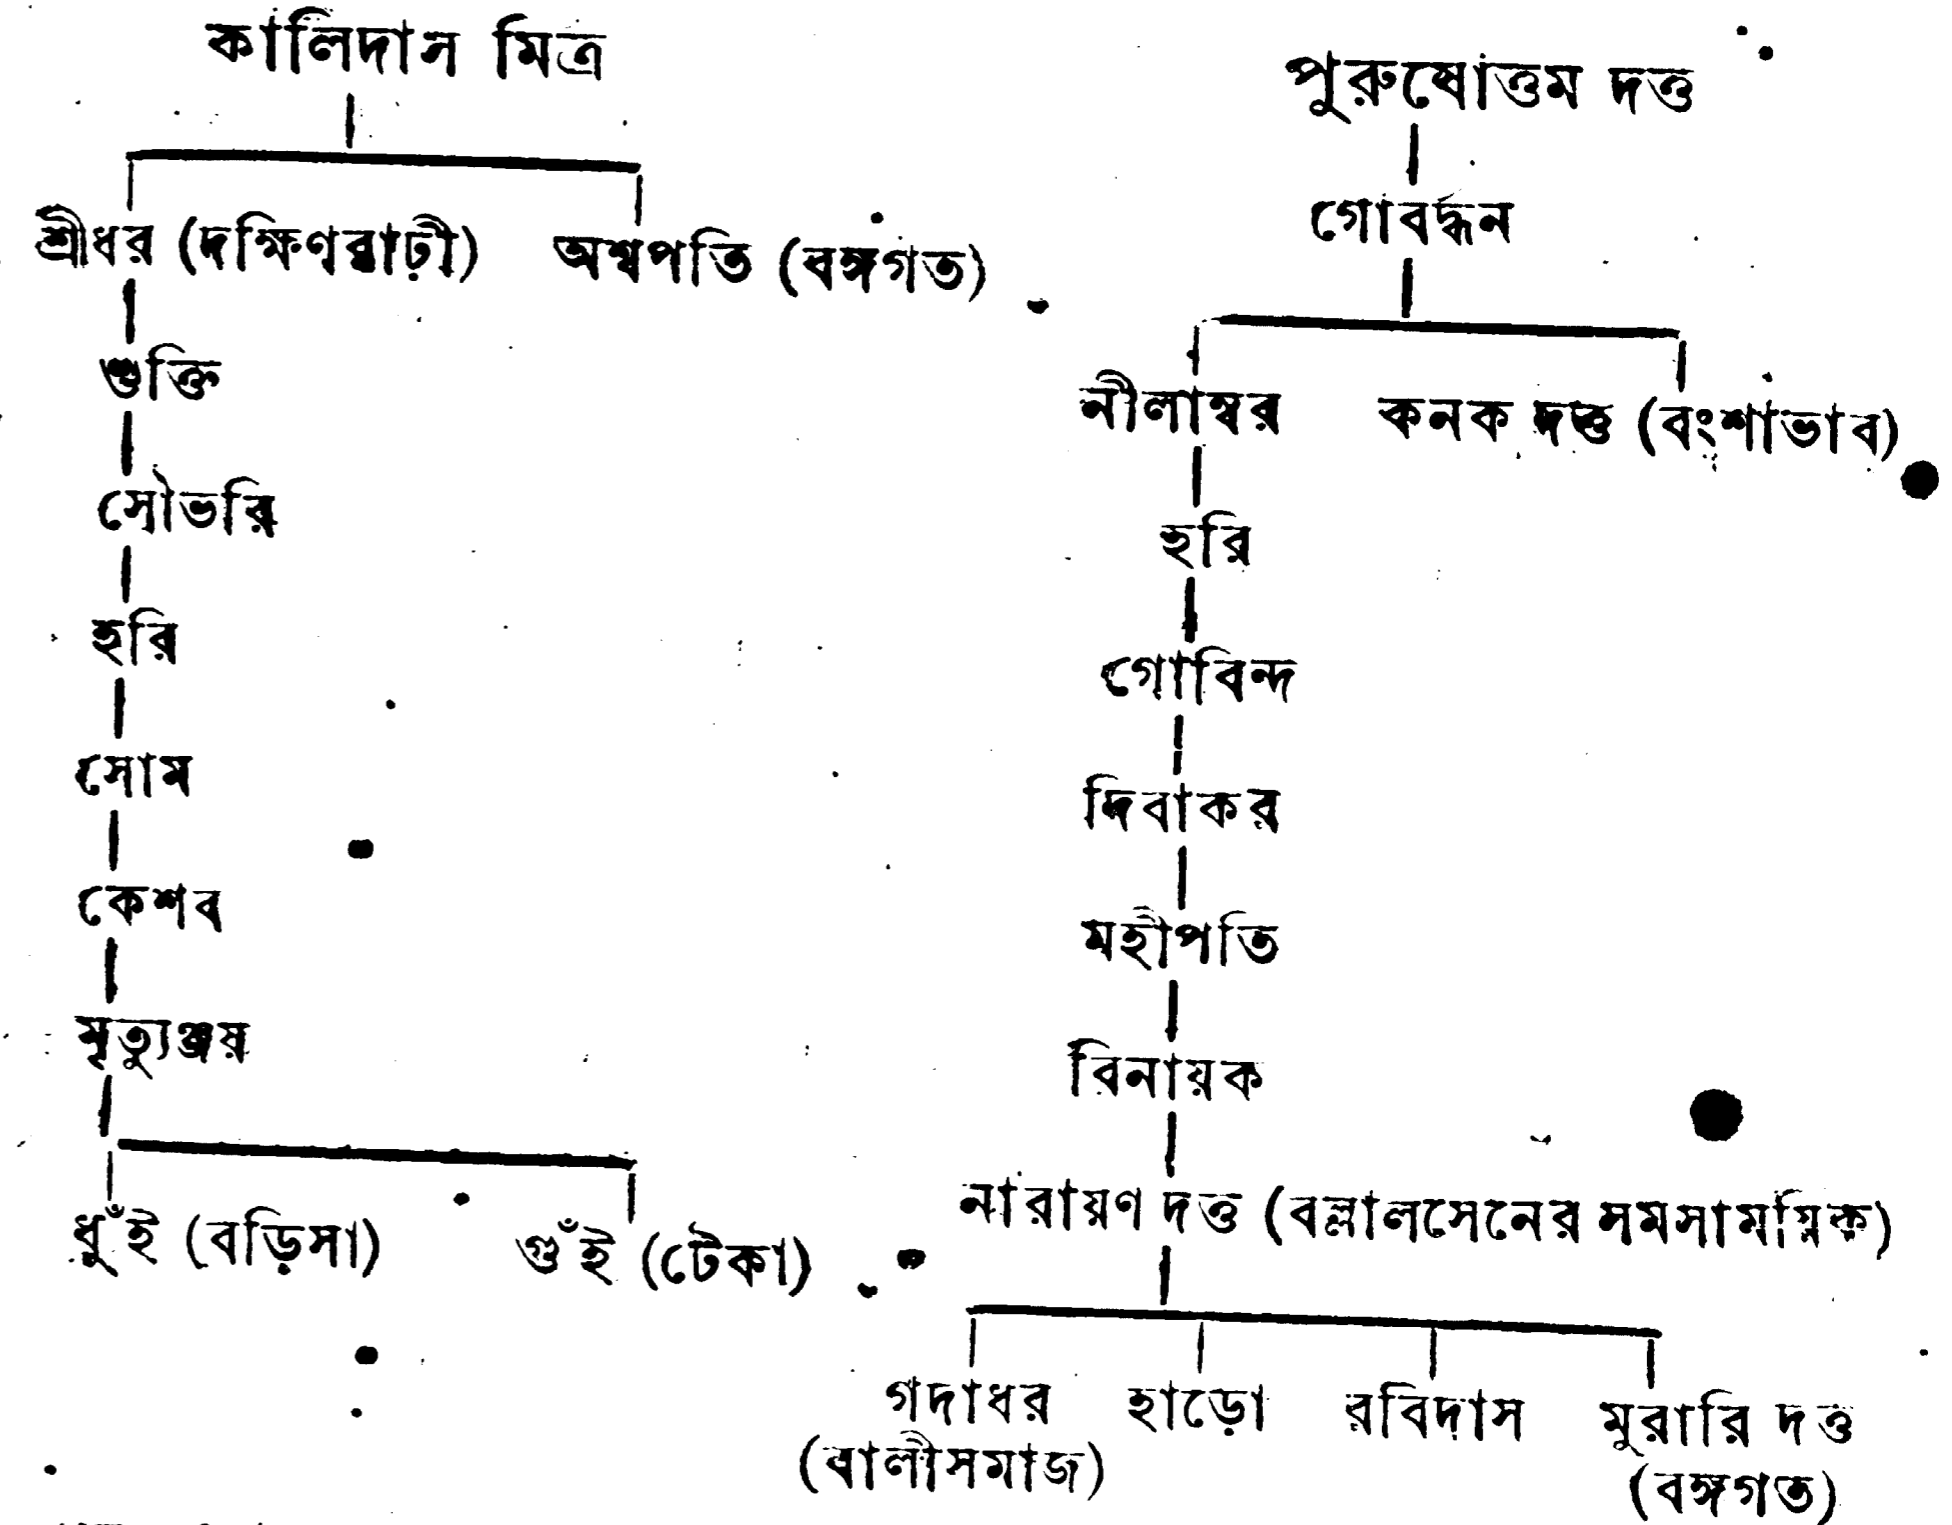 কালিদাস মিত্র
শ্রীধর (দক্ষিণরাঢ়ী) অশ্বপতি (বঙ্গগত)
শুক্তি
সৌভরি
হরি
সোম
কেশব
মৃত্যুঞ্জয়
ধুঁই (বড়িসা) গুঁই (টেকা)
পুরুষোত্তম দত্ত
গোবর্দ্ধন
নীলাম্বর কনক দত্ত (বংশাভাব)
হরি
গোবিন্দ
দিবাকর
মহীপতি
বিনায়ক
নারায়ণ দত্ত (বল্লালসেনের সমসাময়িক)
গদাধর হাড়ো রবিদাস মুরারি দত্ত
(বালীসমাজ) (বঙ্গগত)